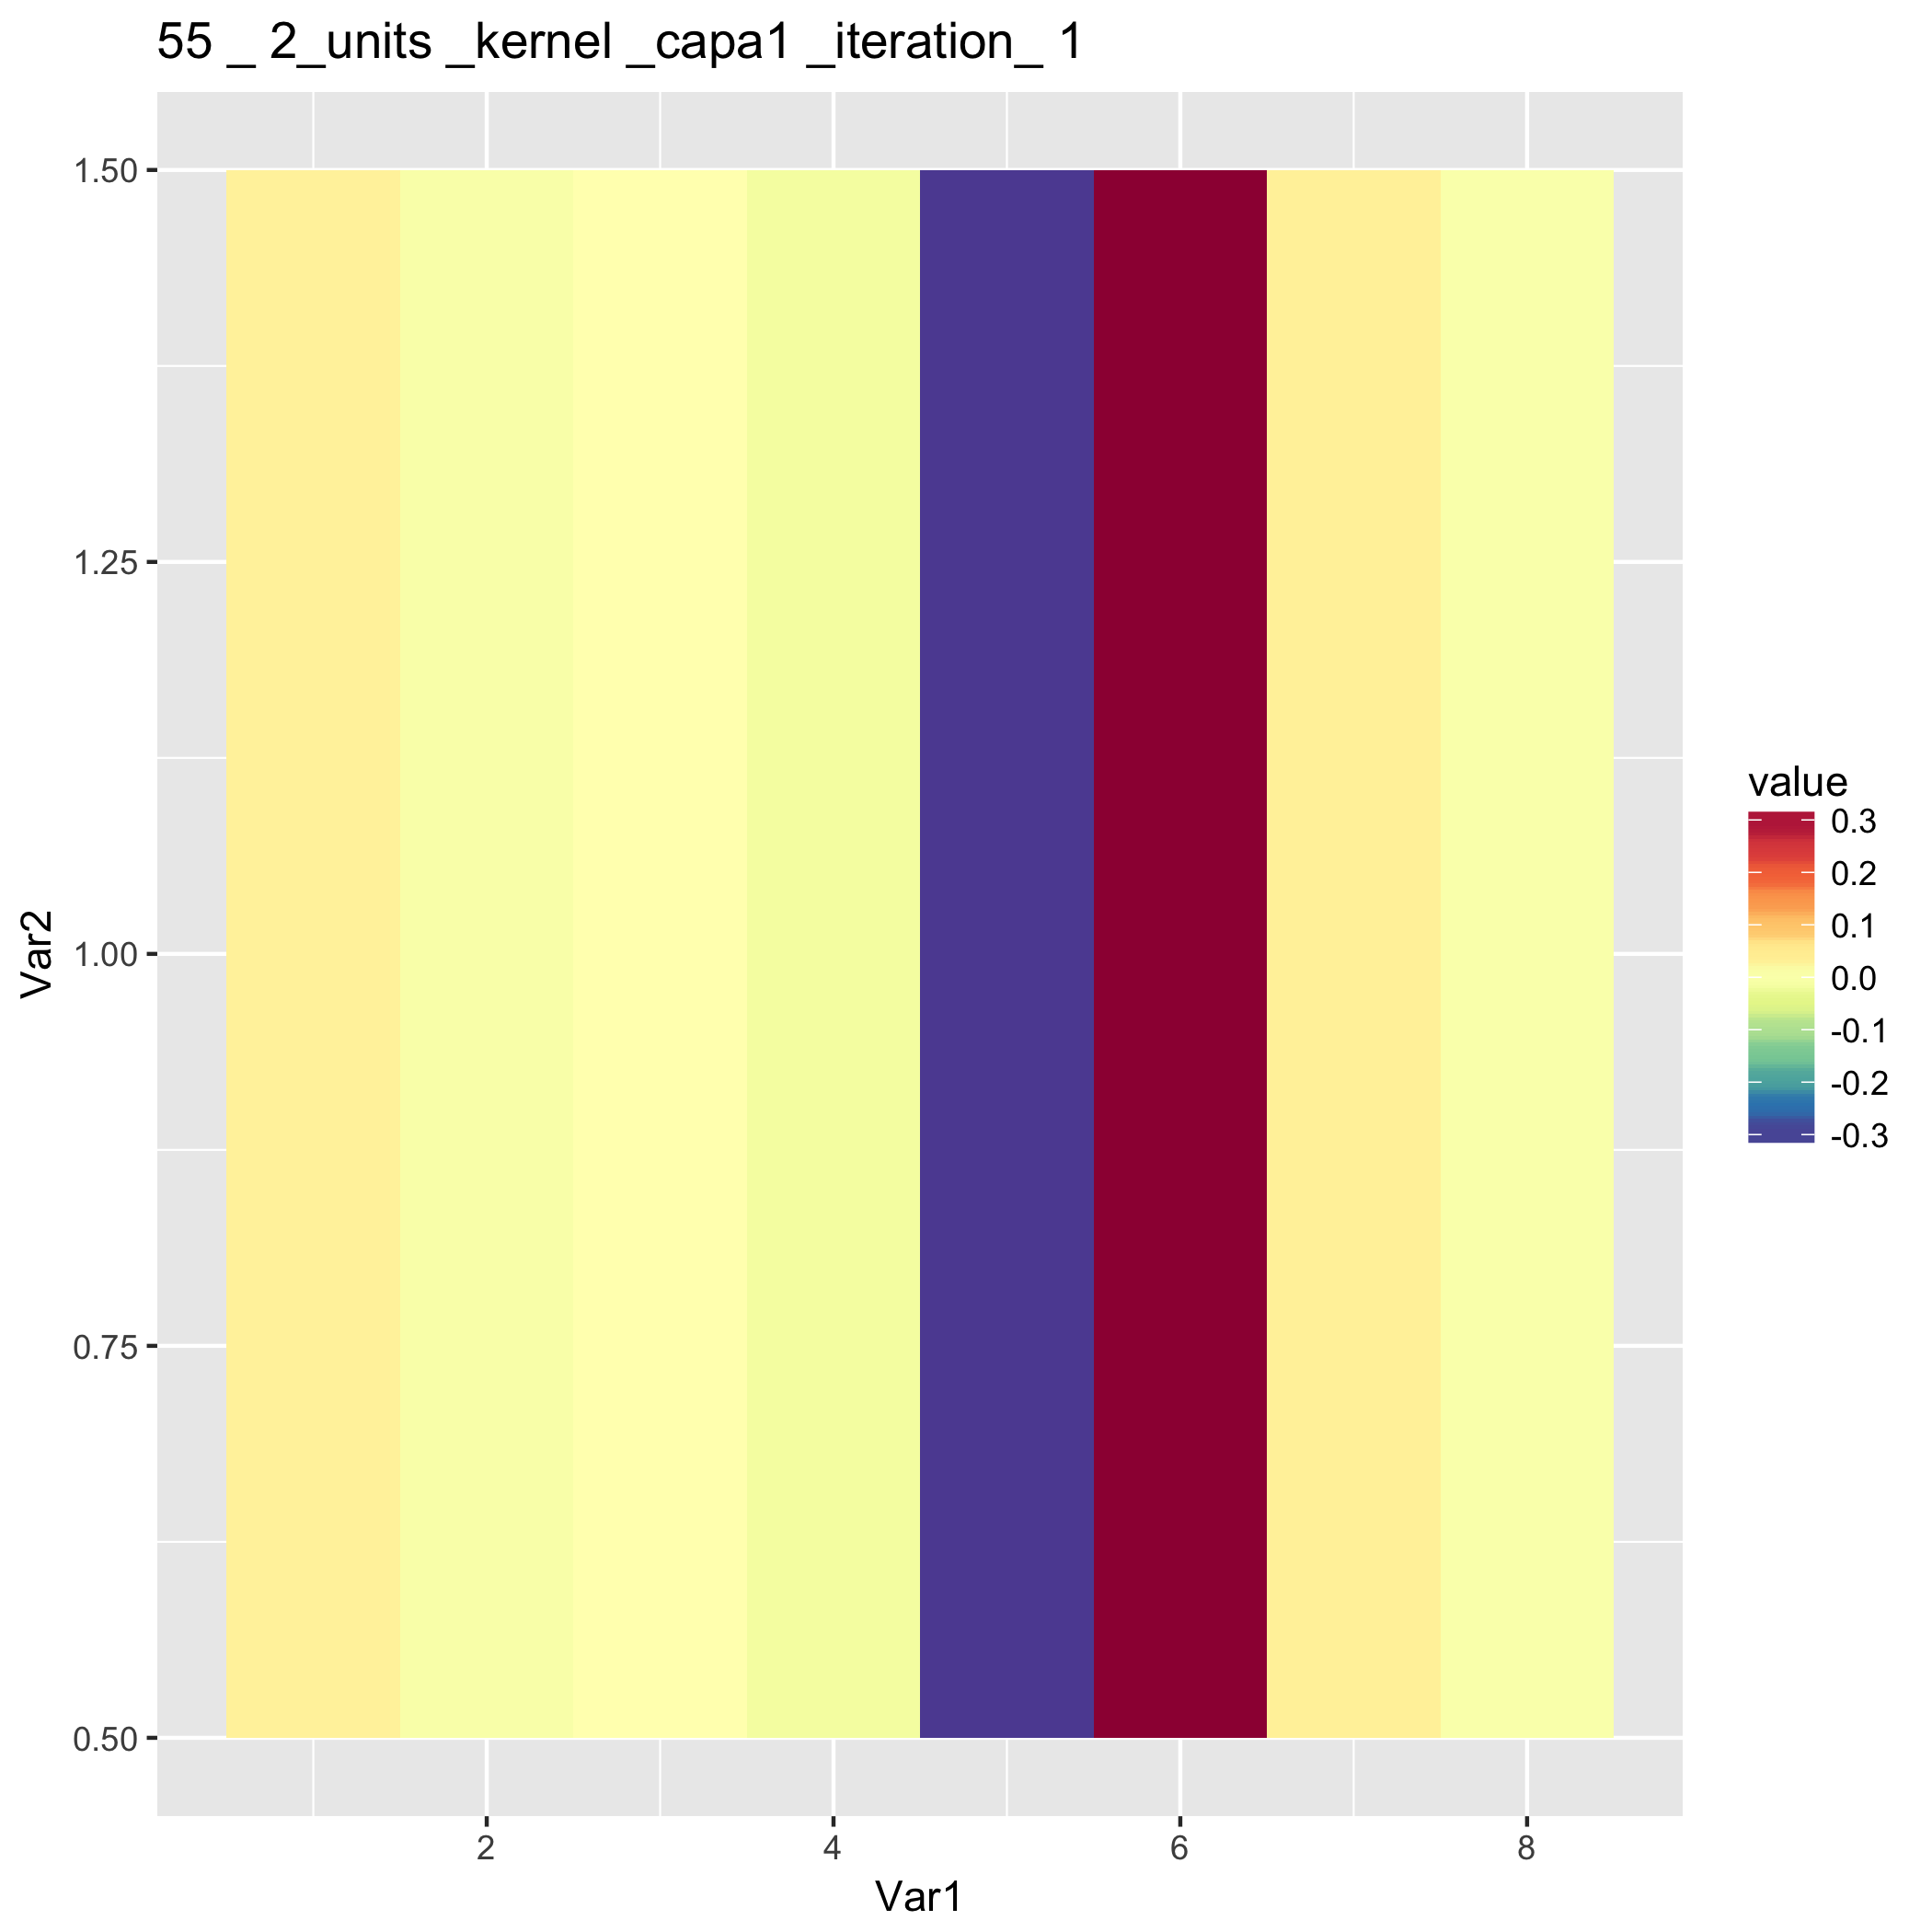 55 _ 2_units _kernel _capa1 _iteration_ 1
1.50
1.25
1.00
0.75
0.50
Var2
2 4 6 8
Var1
value
0.3
0.2
0.1
0.0
-0.1
-0.2
-0.3